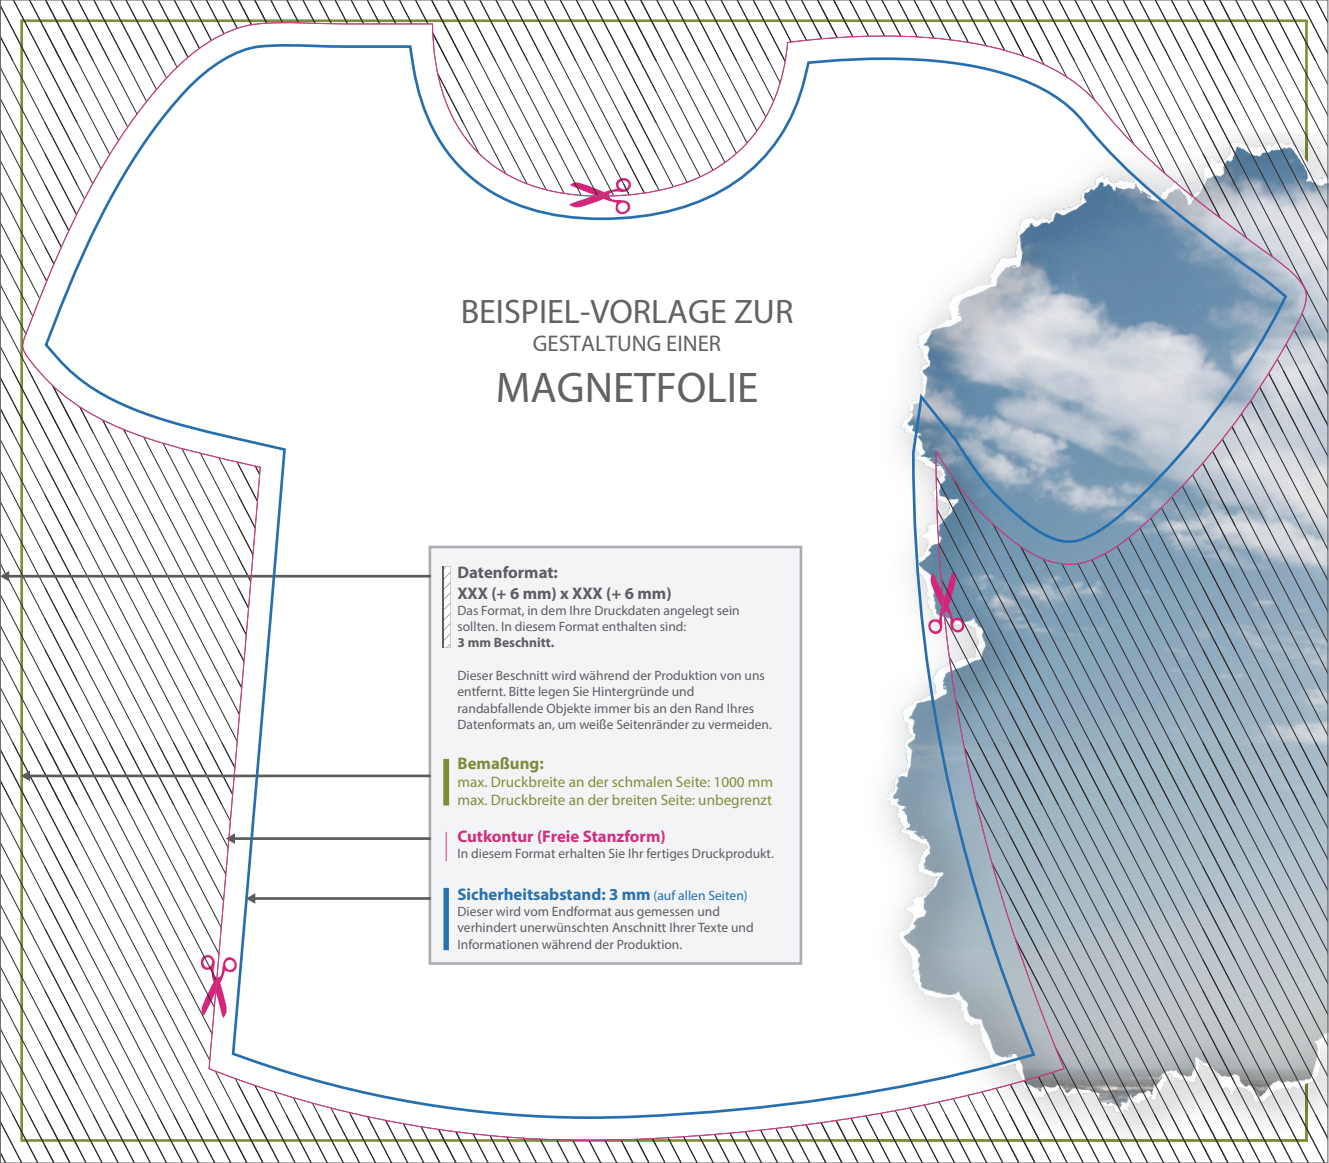 BEISPIEL-VORLAGE ZUR
GESTALTUNG EINER
MAGNETFOLIE
Datenformat:
XXX (+ 6 mm) x XXX (+ 6 mm)
Das Format, in dem Ihre Druckdaten angelegt sein
sollten. In diesem Format enthalten sind:
3 mm Beschnitt.
Dieser Beschnitt wird während der Produktion von uns
entfernt. Bitte legen Sie Hintergründe und
randabfallende Objekte immer bis an den Rand Ihres
Datenformats an, um weiße Seitenränder zu vermeiden.
Bemaßung:
max. Druckbreite an der schmalen Seite: 1000 mm
max. Druckbreite an der breiten Seite: unbegrenzt
Cutkontur (Freie Stanzform)
In diesem Format erhalten Sie Ihr fertiges Druckprodukt.
Sicherheitsabstand: 3 mm (auf allen Seiten)
Dieser wird vom Endformat aus gemessen und
verhindert unerwünschten Anschnitt Ihrer Texte und
Informationen während der Produktion.